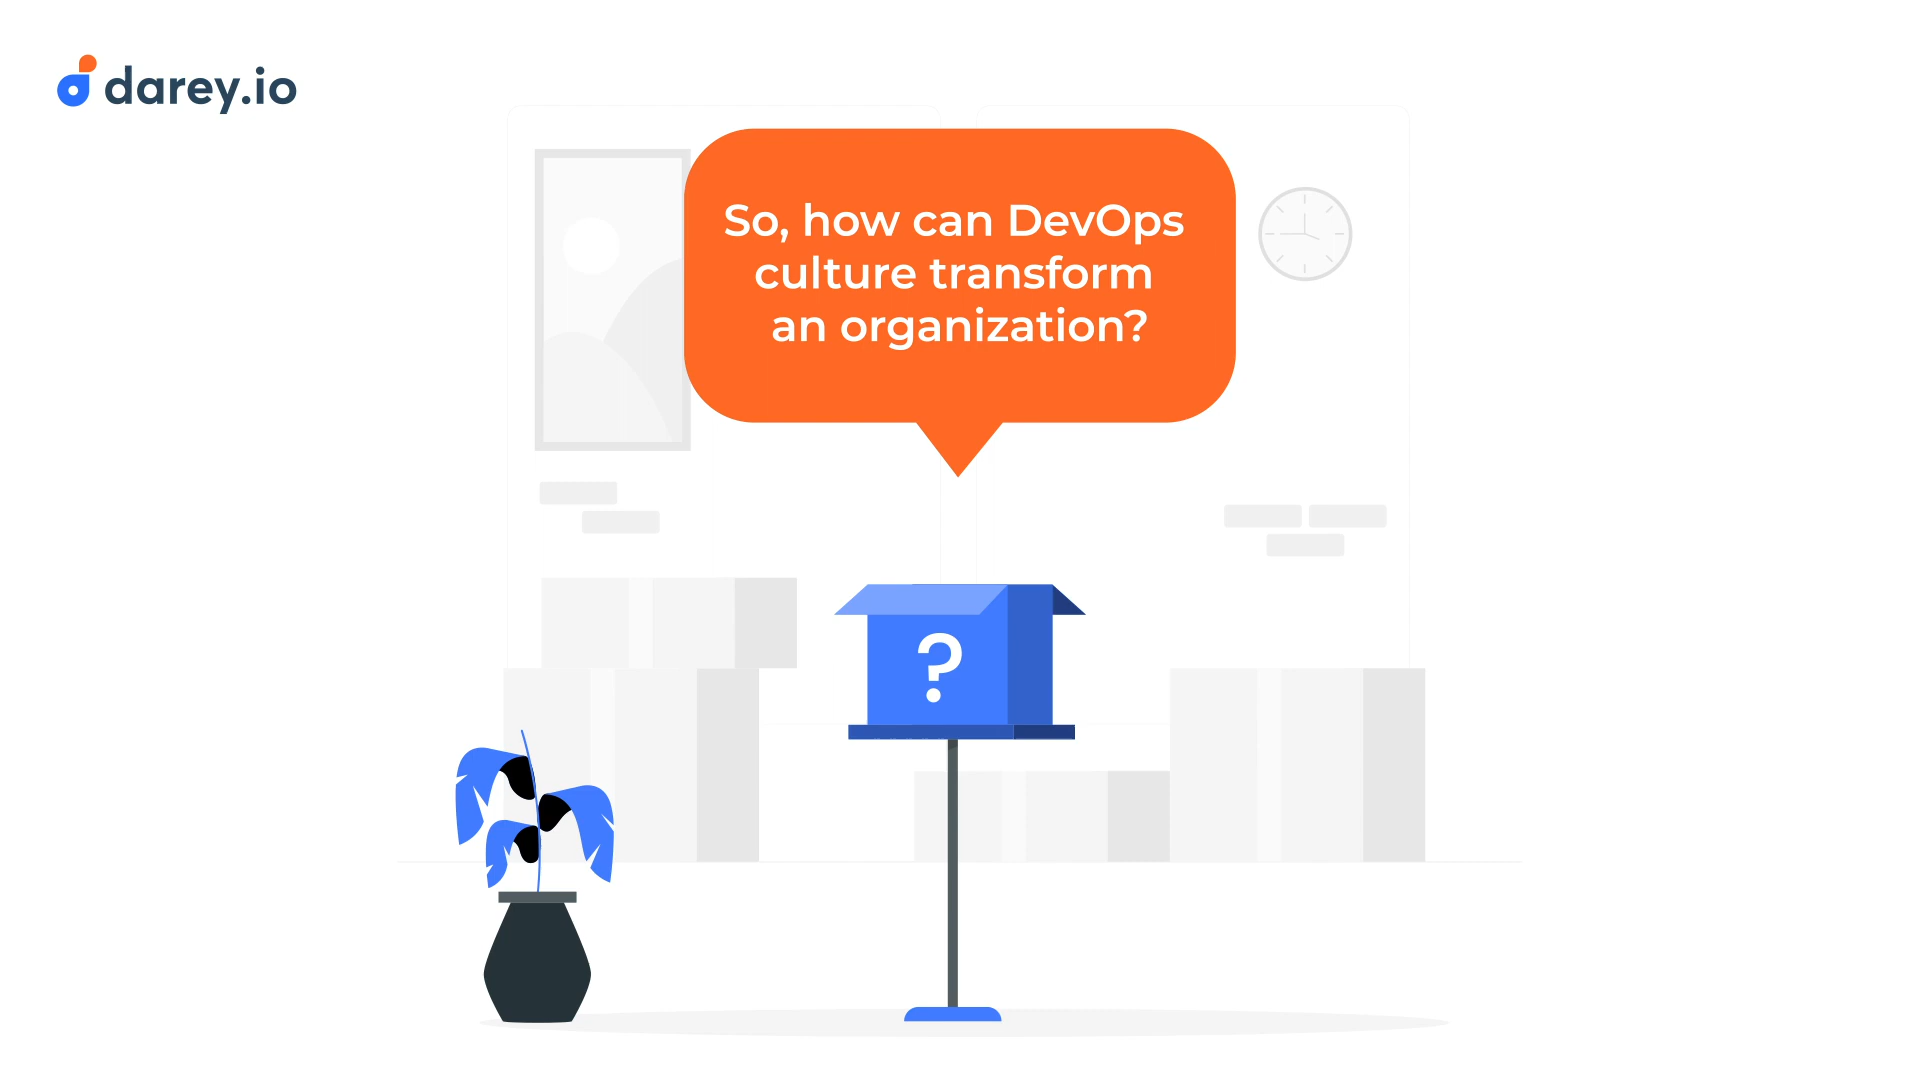 darey.io
So, how can DevOps
culture transform
an organization?
?